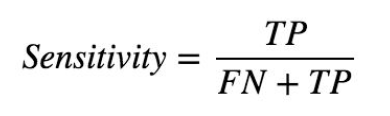 Sensitivity = TP / FN + TP